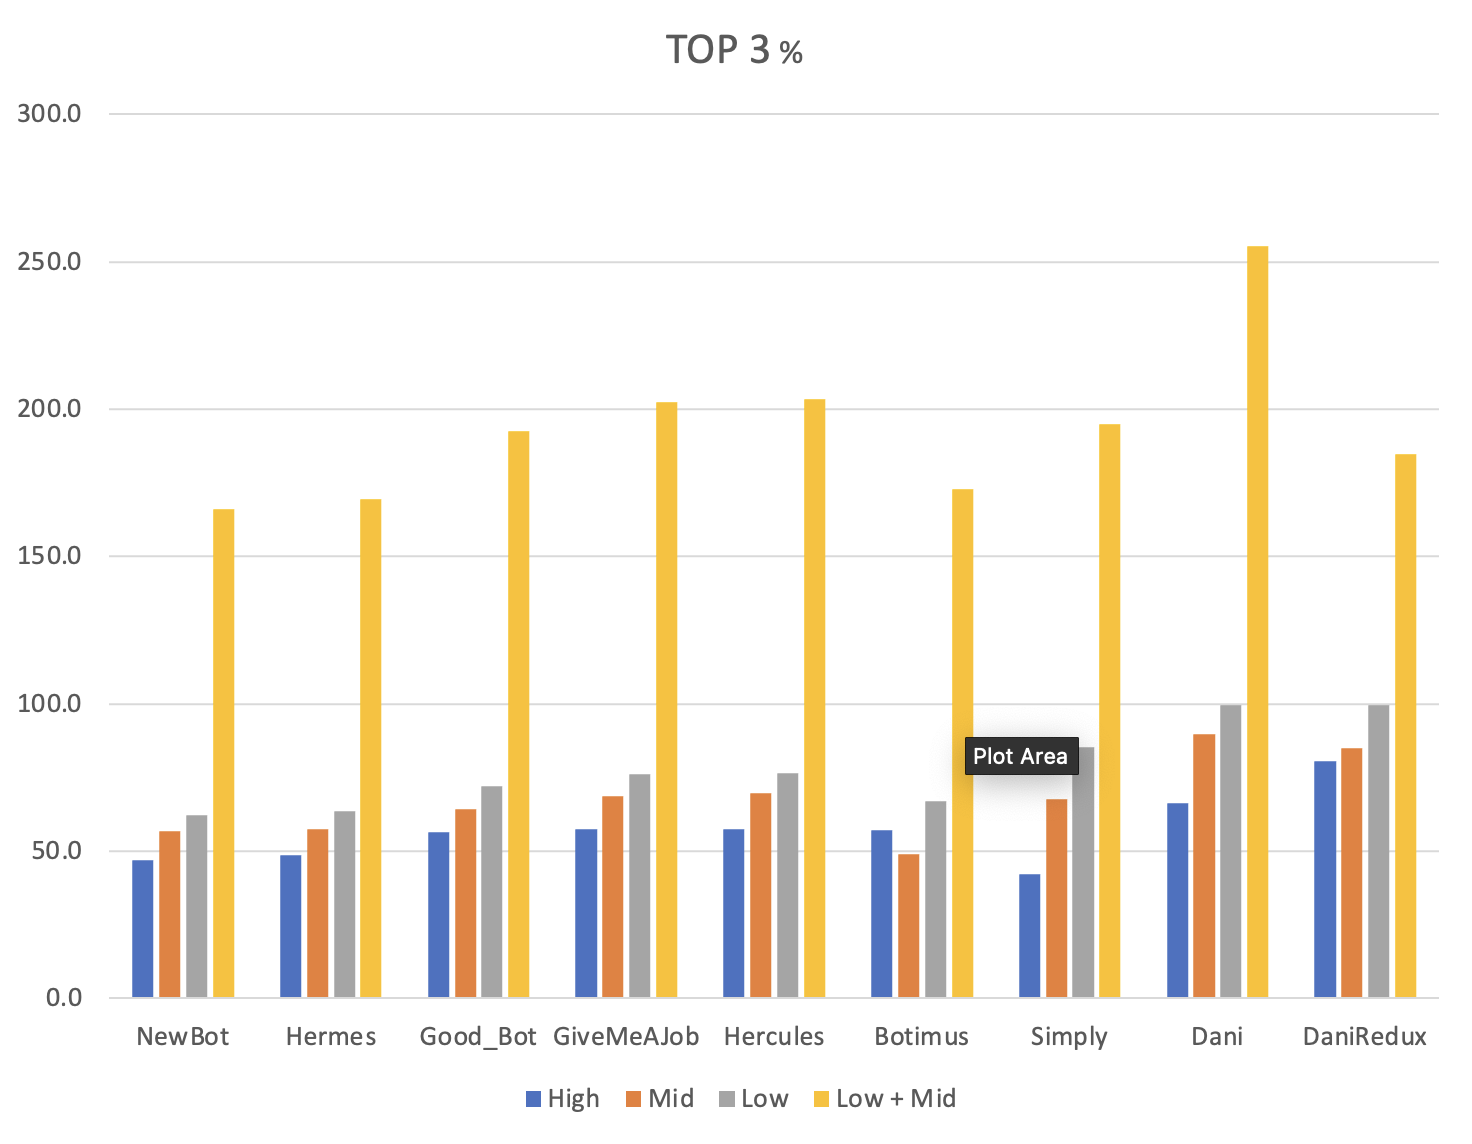 TOP 3 %
300.0
250.0
200.0
150.0
100.0
50.0
0.0
Plot Area
NewBot Hermes Good_Bot GiveMeAJob Hercules Botimus Simply Dani DaniRedux
High Mid Low Low + Mid